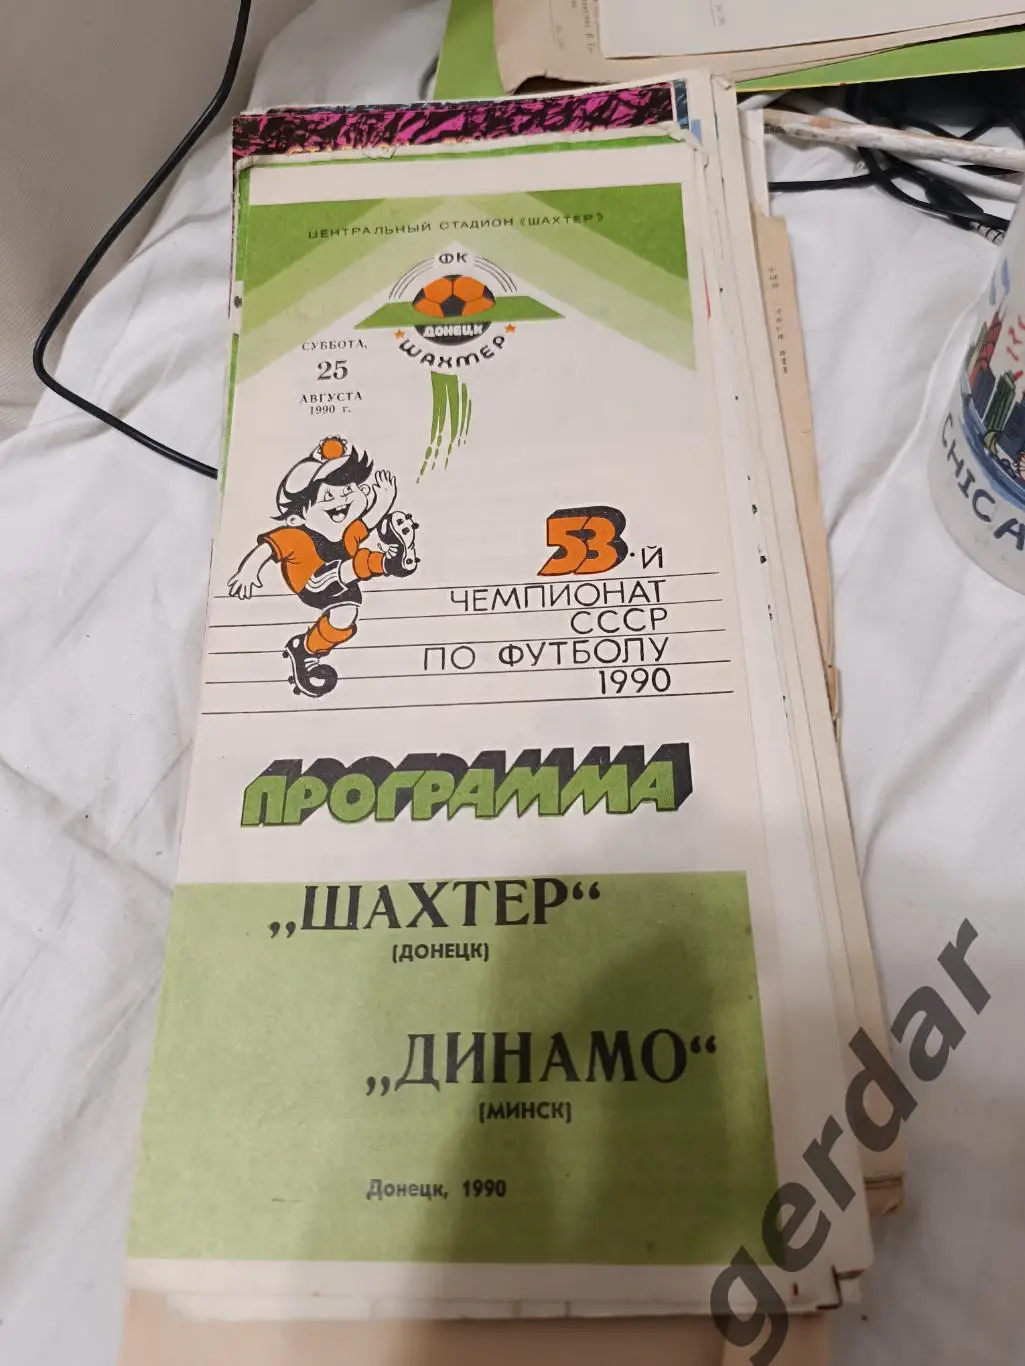 ЦЕНТРАЛЬНЫЙ СТАДИОН «ШАХТЕР»
ФК
ДОНЕЦК
ШАХТЕР
СУББОТА,
25
АВГУСТА
1990 г.
53-Й
ЧЕМПИОНАТ
СССР
ПО ФУТБОЛУ
1990
ПРОГРАММА
„ШАХТЕР“
(ДОНЕЦК)
„ДИНАМО“
(МИНСК)
Донецк, 1990
CHICA
gerdar